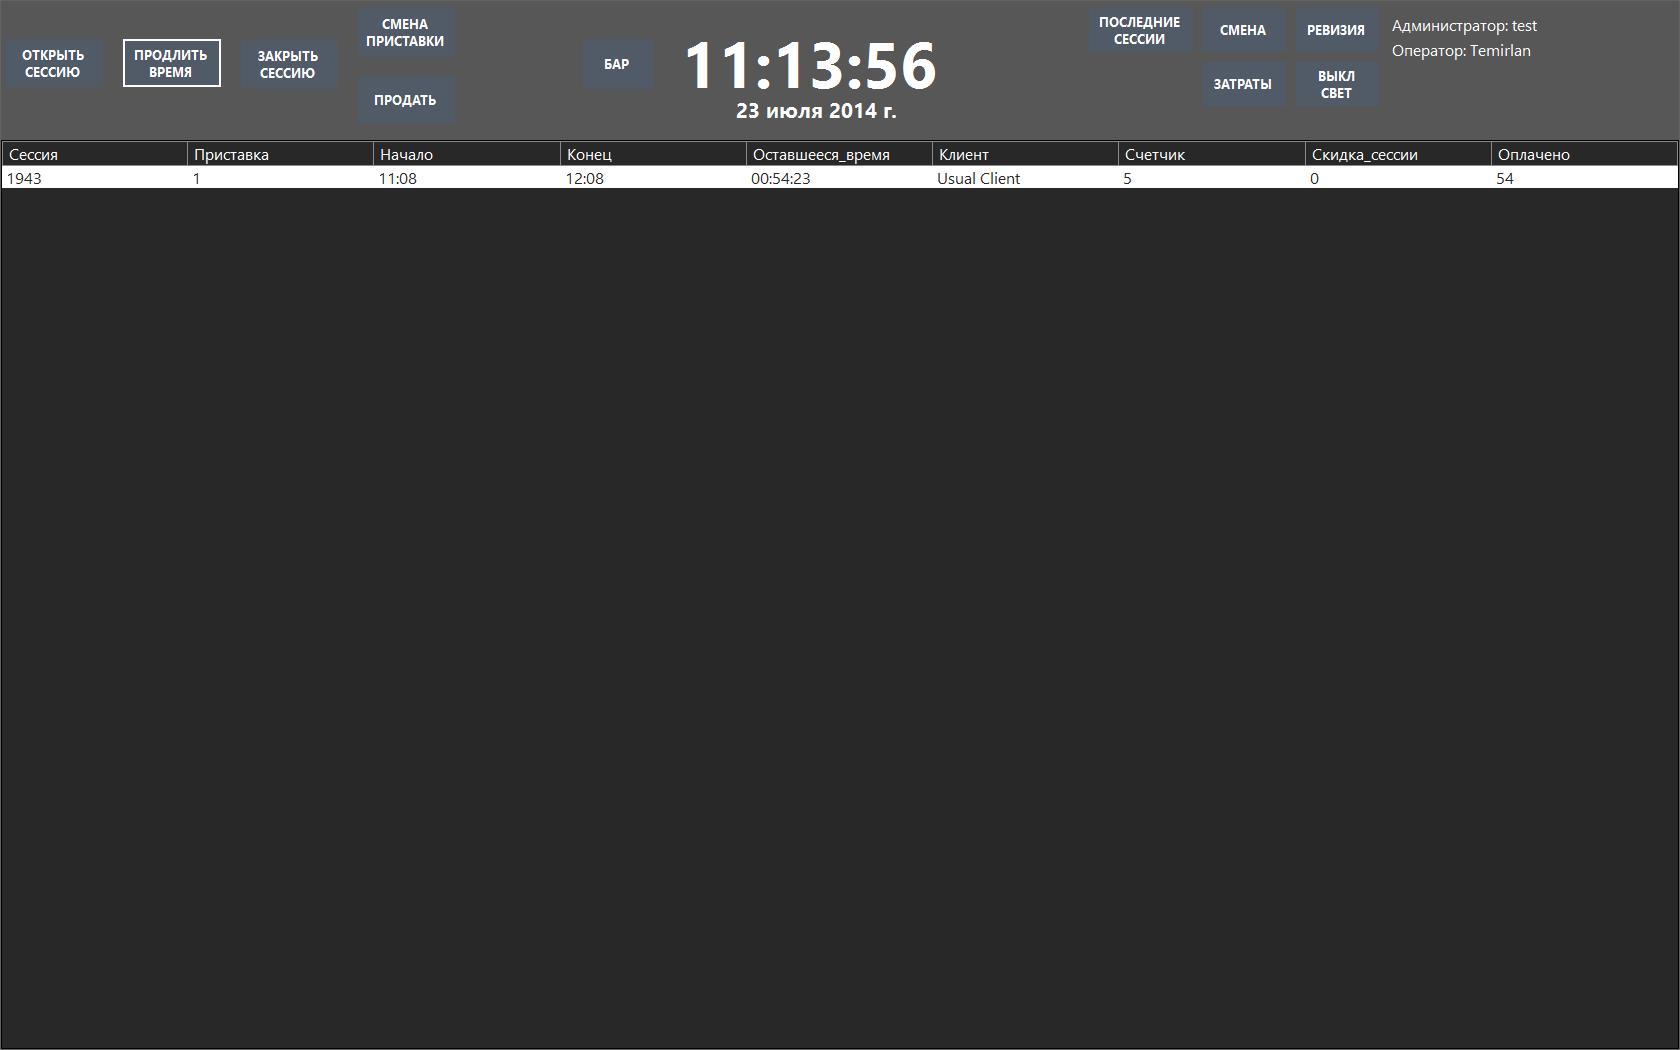 ОТКРЫТЬ
СЕССИЮ
ПРОДЛИТЬ
ВРЕМЯ
ЗАКРЫТЬ
СЕССИЮ
СМЕНА
ПРИСТАВКИ
ПРОДАТЬ
БАР
11:13:56
23 июля 2014 г.
ПОСЛЕДНИЕ
СЕССИИ
СМЕНА
РЕВИЗИЯ
ЗАТРАТЫ
ВЫКЛ
СВЕТ
Администратор: test
Оператор: Temirlan
Сессия Приставка Начало Конец Оставшееся_время Клиент Счетчик Скидка_сессии Оплачено
1943 1 11:08 12:08 00:54:23 Usual Client 5 0 54